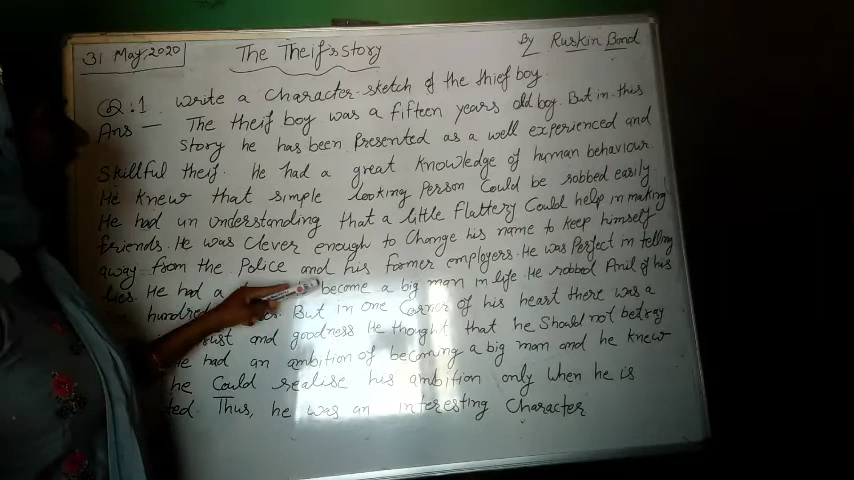 31 May, 2020
The Theif's story
By Ruskin Bond
Q:1. Write a character-sketch of the thief boy.
Ans — The theif boy was a fifteen years old boy. But in this
story he has been presented as a well experienced and
skillful theif. He had a great knowledge of human behaviour.
He knew that simple looking person could be robbed easily
He had un understanding that a little flattery could help in making
friends. He was clever enough to change his name to keep himself
away from the police and his former employers. He was perfect in telling
lies. He had a become a big man in life. He robbed Anil of his
hundred But in one corner of his heart there was a
and goodness He thought that he should not betray
he had an ambition of becoming a big man and he knew
he could realise his ambition only when he is
Thus, he was an interesting character